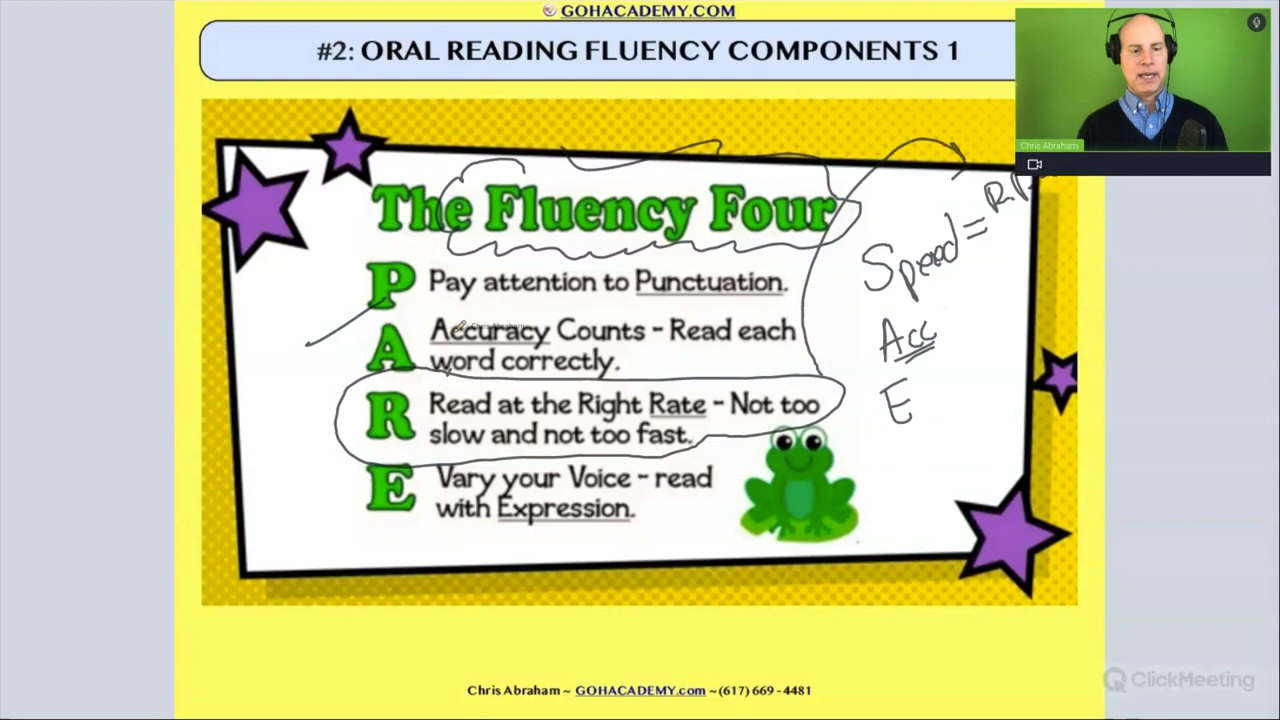 GOHACADEMY.COM
#2: ORAL READING FLUENCY COMPONENTS 1
Chris Abraham
The Fluency Four
P Pay attention to Punctuation.
A Accuracy Counts - Read each
word correctly.
R Read at the Right Rate - Not too
slow and not too fast.
E Vary your Voice - read
with Expression.
Speed =
Acc
E
Chris Abraham
Chris Abraham ~ GOHACADEMY.com ~(617) 669 - 4481
ClickMeeting